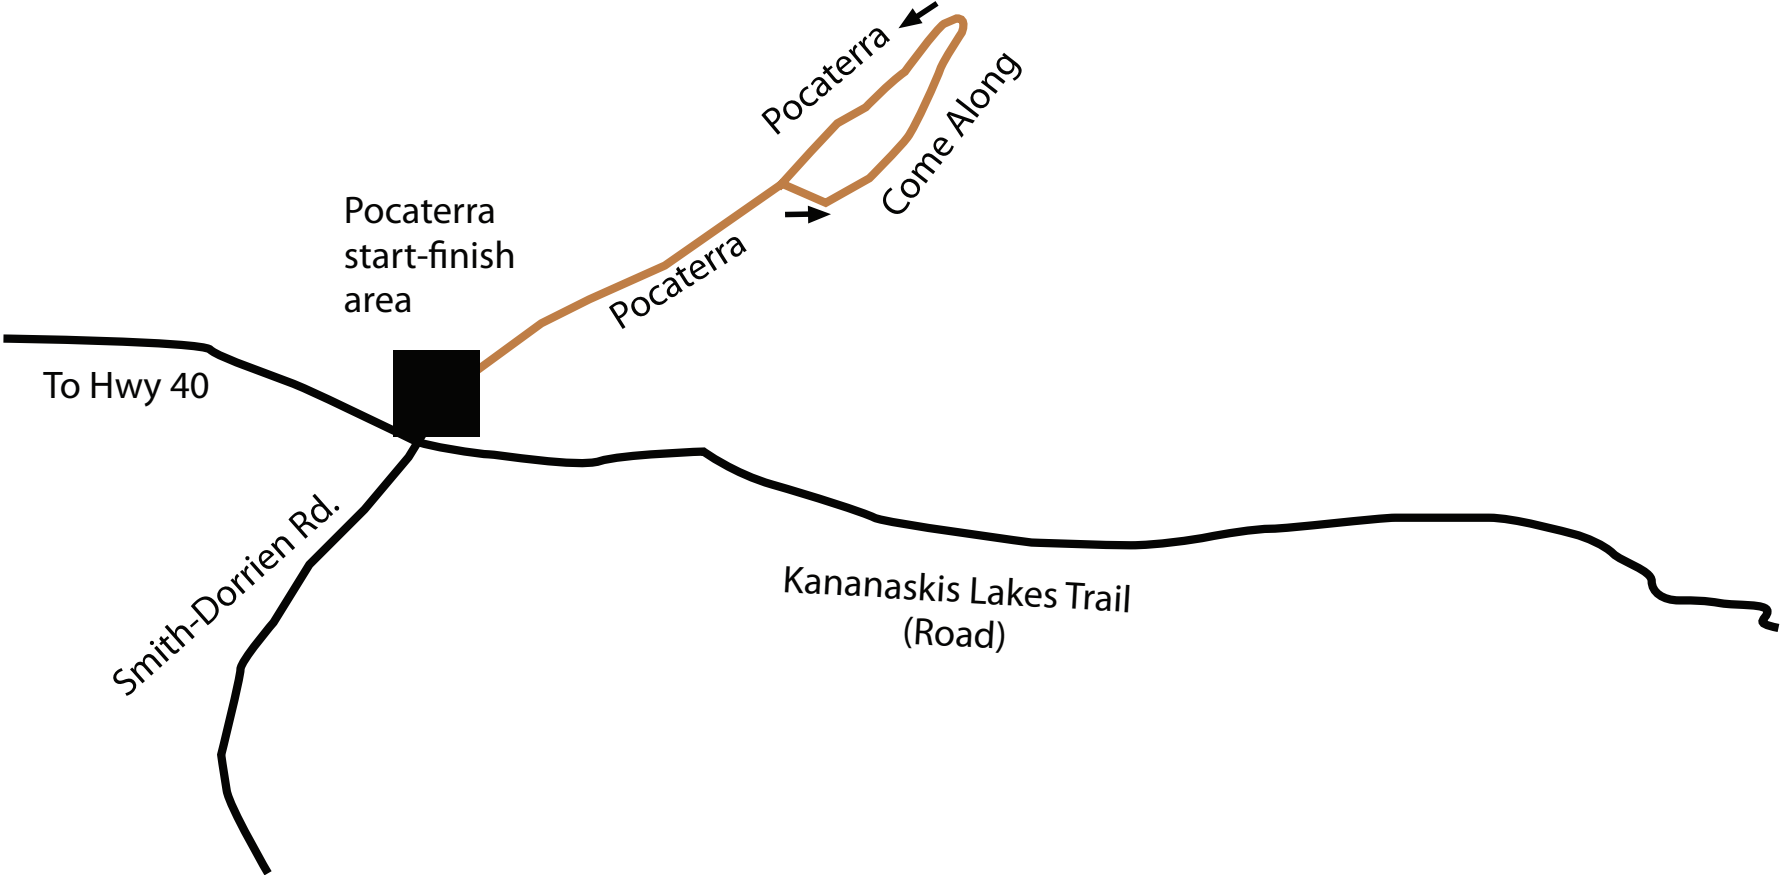 Pocaterra
Come Along
Pocaterra
start-finish
area
Pocaterra
To Hwy 40
Smith-Dorrien Rd.
Kananaskis Lakes Trail
(Road)